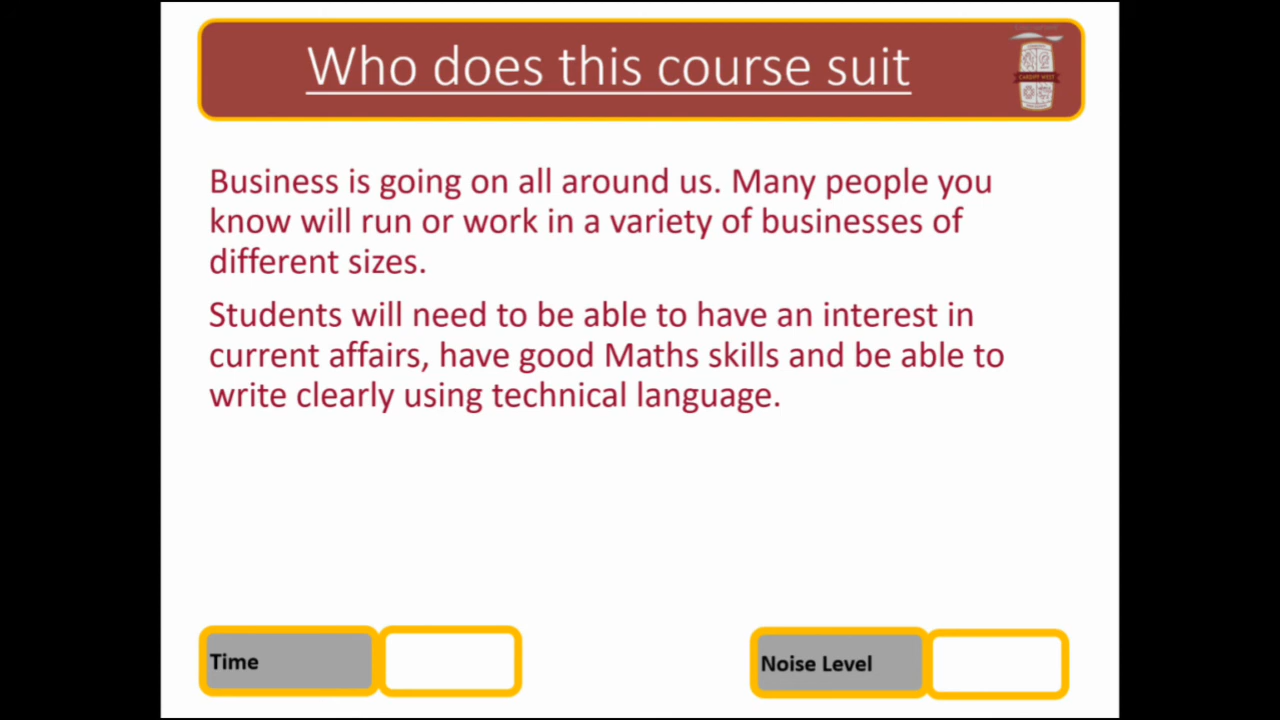 Who does this course suit
CARDIFF WEST
Business is going on all around us. Many people you
know will run or work in a variety of businesses of
different sizes.
Students will need to be able to have an interest in
current affairs, have good Maths skills and be able to
write clearly using technical language.
Time
Noise Level